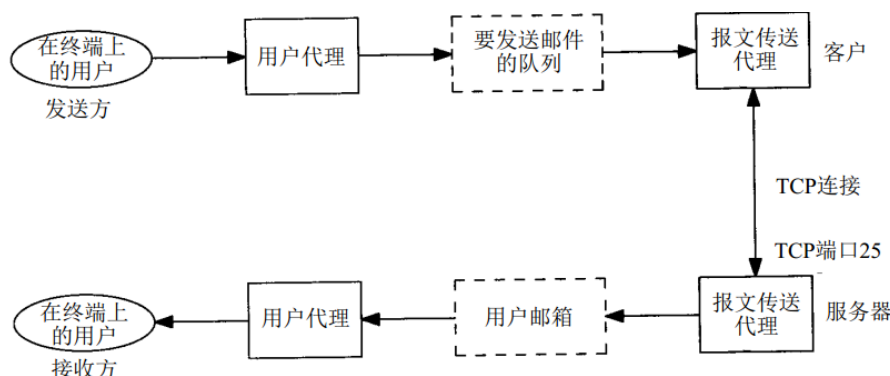 在终端上
的用户
用户代理
要发送邮件
的队列
报文传送
代理
客户
发送方
TCP连接
TCP端口25
在终端上
的用户
用户代理
用户邮箱
报文传送
代理
服务器
接收方